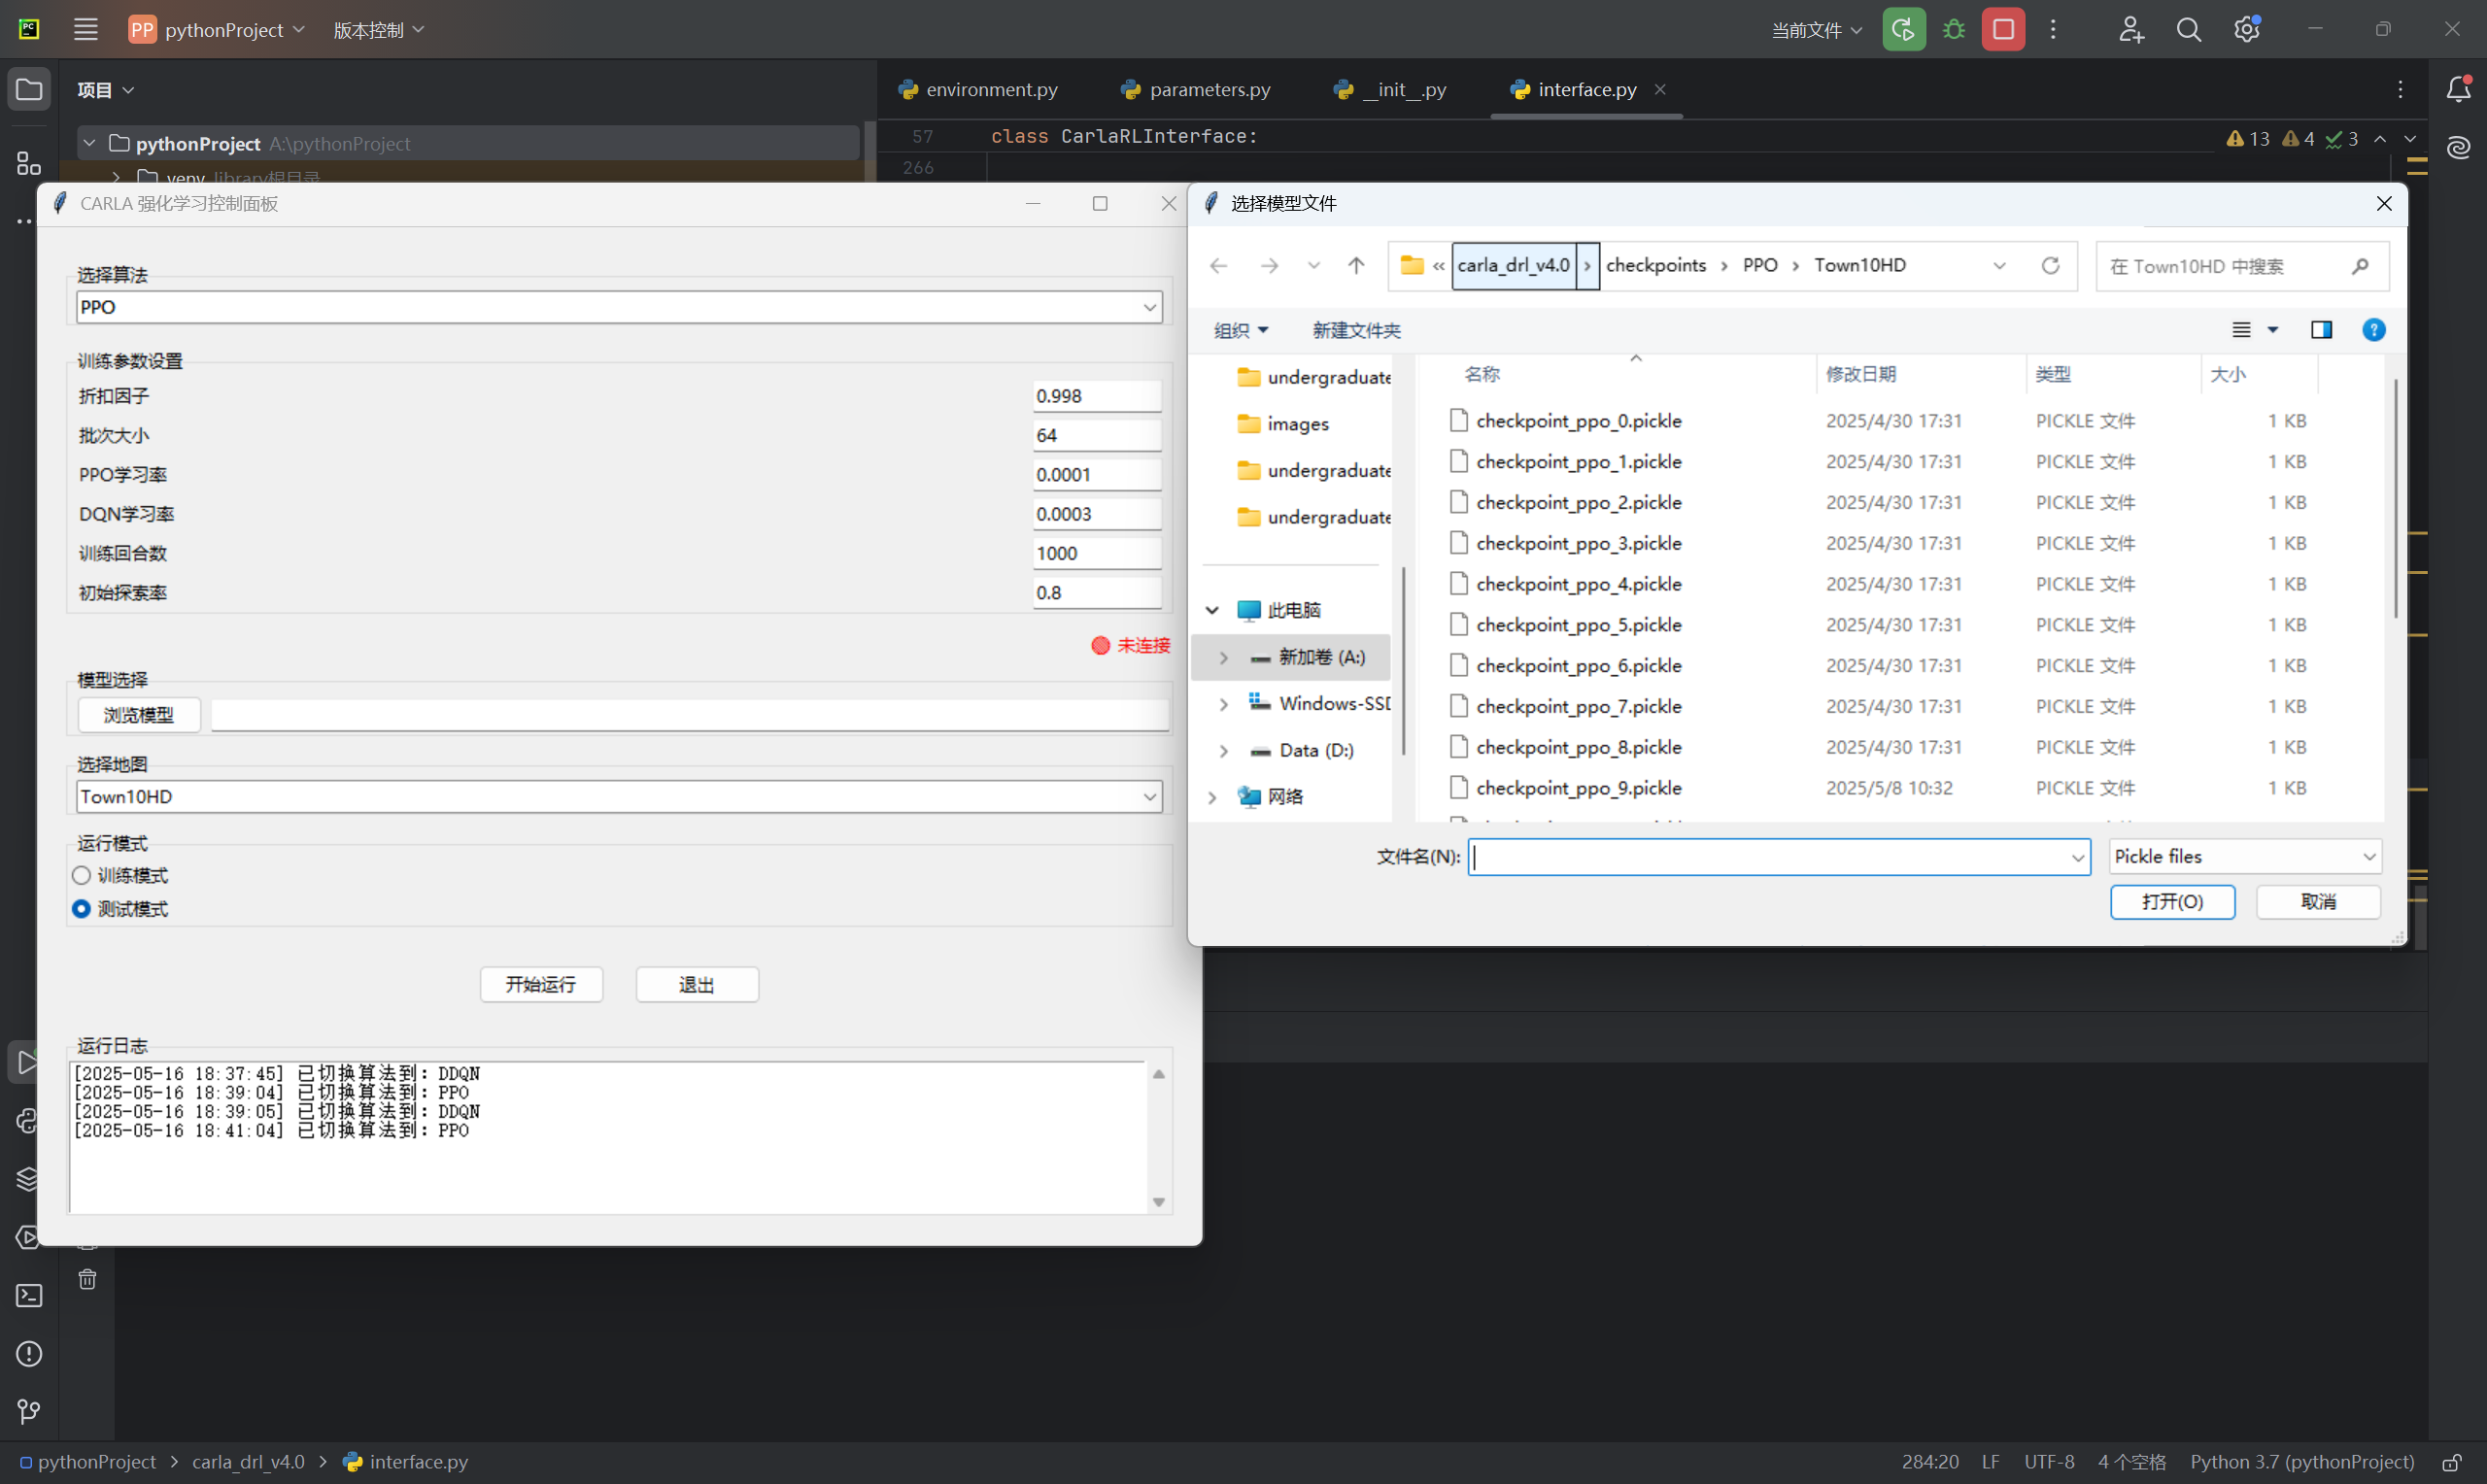 PC
PP pythonProject 版本控制 当前文件
项目 environment.py parameters.py __init__.py interface.py
pythonProject A:\pythonProject
57 class CarlaRLInterface: 13 4 3
266
venv library根目录
CARLA 强化学习控制面板
选择算法
PPO
训练参数设置
折扣因子 0.998
批次大小 64
PPO学习率 0.0001
DQN学习率 0.0003
训练回合数 1000
初始探索率 0.8
未连接
模型选择
浏览模型
选择地图
Town10HD
运行模式
训练模式
测试模式
开始运行 退出
运行日志
[2025-05-16 18:37:45] 已切换算法到: DDQN
[2025-05-16 18:39:04] 已切换算法到: PPO
[2025-05-16 18:39:05] 已切换算法到: DDQN
[2025-05-16 18:41:04] 已切换算法到: PPO
选择模型文件
« carla_drl_v4.0 › checkpoints › PPO › Town10HD 在 Town10HD 中搜索
组织 新建文件夹
undergraduate
images
undergraduate
undergraduate
此电脑
新加卷 (A:)
Windows-SSD
Data (D:)
网络
名称 修改日期 类型 大小
checkpoint_ppo_0.pickle 2025/4/30 17:31 PICKLE 文件 1 KB
checkpoint_ppo_1.pickle 2025/4/30 17:31 PICKLE 文件 1 KB
checkpoint_ppo_2.pickle 2025/4/30 17:31 PICKLE 文件 1 KB
checkpoint_ppo_3.pickle 2025/4/30 17:31 PICKLE 文件 1 KB
checkpoint_ppo_4.pickle 2025/4/30 17:31 PICKLE 文件 1 KB
checkpoint_ppo_5.pickle 2025/4/30 17:31 PICKLE 文件 1 KB
checkpoint_ppo_6.pickle 2025/4/30 17:31 PICKLE 文件 1 KB
checkpoint_ppo_7.pickle 2025/4/30 17:31 PICKLE 文件 1 KB
checkpoint_ppo_8.pickle 2025/4/30 17:31 PICKLE 文件 1 KB
checkpoint_ppo_9.pickle 2025/5/8 10:32 PICKLE 文件 1 KB
文件名(N): Pickle files
打开(O) 取消
pythonProject > carla_drl_v4.0 > interface.py 284:20 LF UTF-8 4 个空格 Python 3.7 (pythonProject)